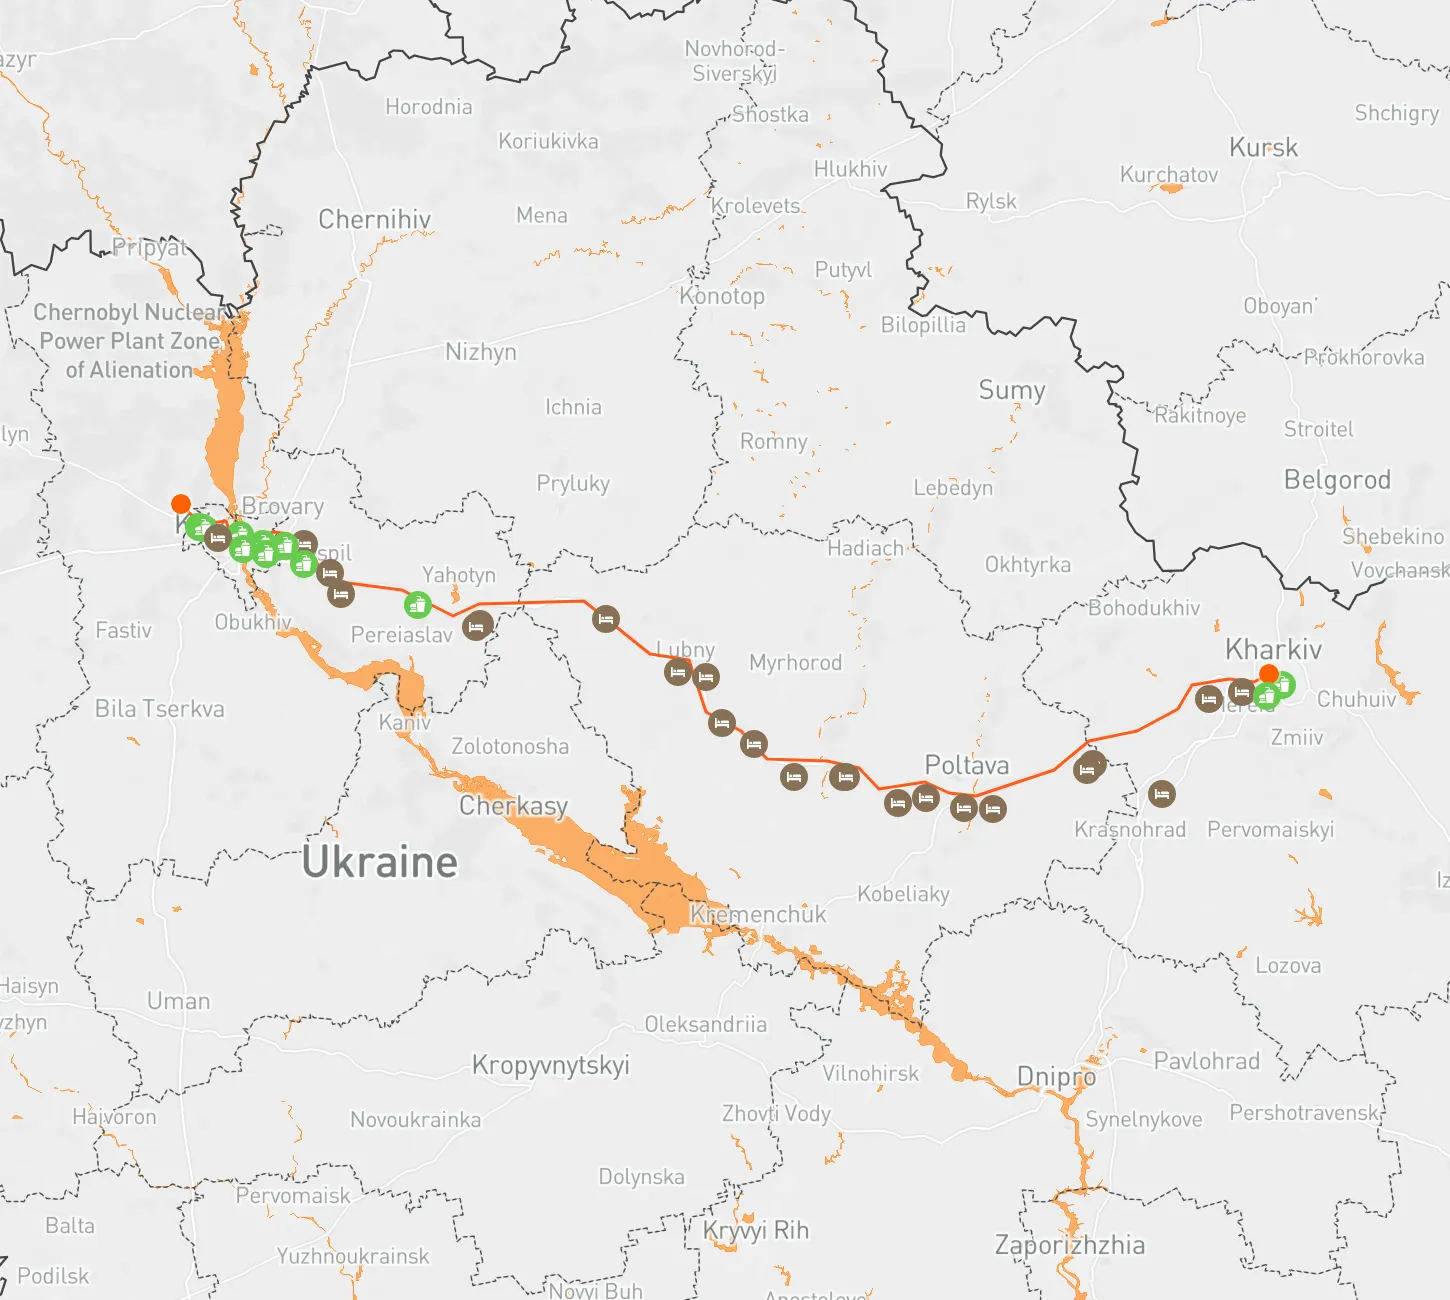 azyr
Novhorod-
Siverskyi
Horodnia
Shostka
Shchigry
Koriukivka
Kursk
Hlukhiv
Kurchatov
Rylsk
Krolevets
Mena
Chernihiv
Pripyat
Putyvl
Konotop
Oboyan'
Chernobyl Nuclear
Power Plant Zone
of Alienation
Bilopillia
Nizhyn
Prokhorovka
Sumy
Ichnia
Rakitnoye
Stroitel
lyn
Romny
Belgorod
Pryluky
Lebedyn
Brovary
K
Shebekino
spil
Hadiach
Okhtyrka
Vovchansk
Yahotyn
Bohodukhiv
Obukhiv
Fastiv
Pereiaslav
Lubny
Myrhorod
Kharkiv
Chuhuiv
Merefa
Bila Tserkva
Kaniv
Zmiiv
Zolotonosha
Poltava
Cherkasy
Krasnohrad
Pervomaiskyi
Ukraine
Iz
Kobeliaky
Kremenchuk
Lozova
Haisyn
Uman
yzhyn
Oleksandriia
Kropyvnytskyi
Vilnohirsk
Dnipro
Pavlohrad
Haivoron
Novoukrainka
Zhovti Vody
Synelnykove
Pershotravensk
Dolynska
Pervomaisk
Balta
Kryvyi Rih
Zaporizhzhia
Yuzhnoukrainsk
Podilsk
Novyi Buh
Apostolove